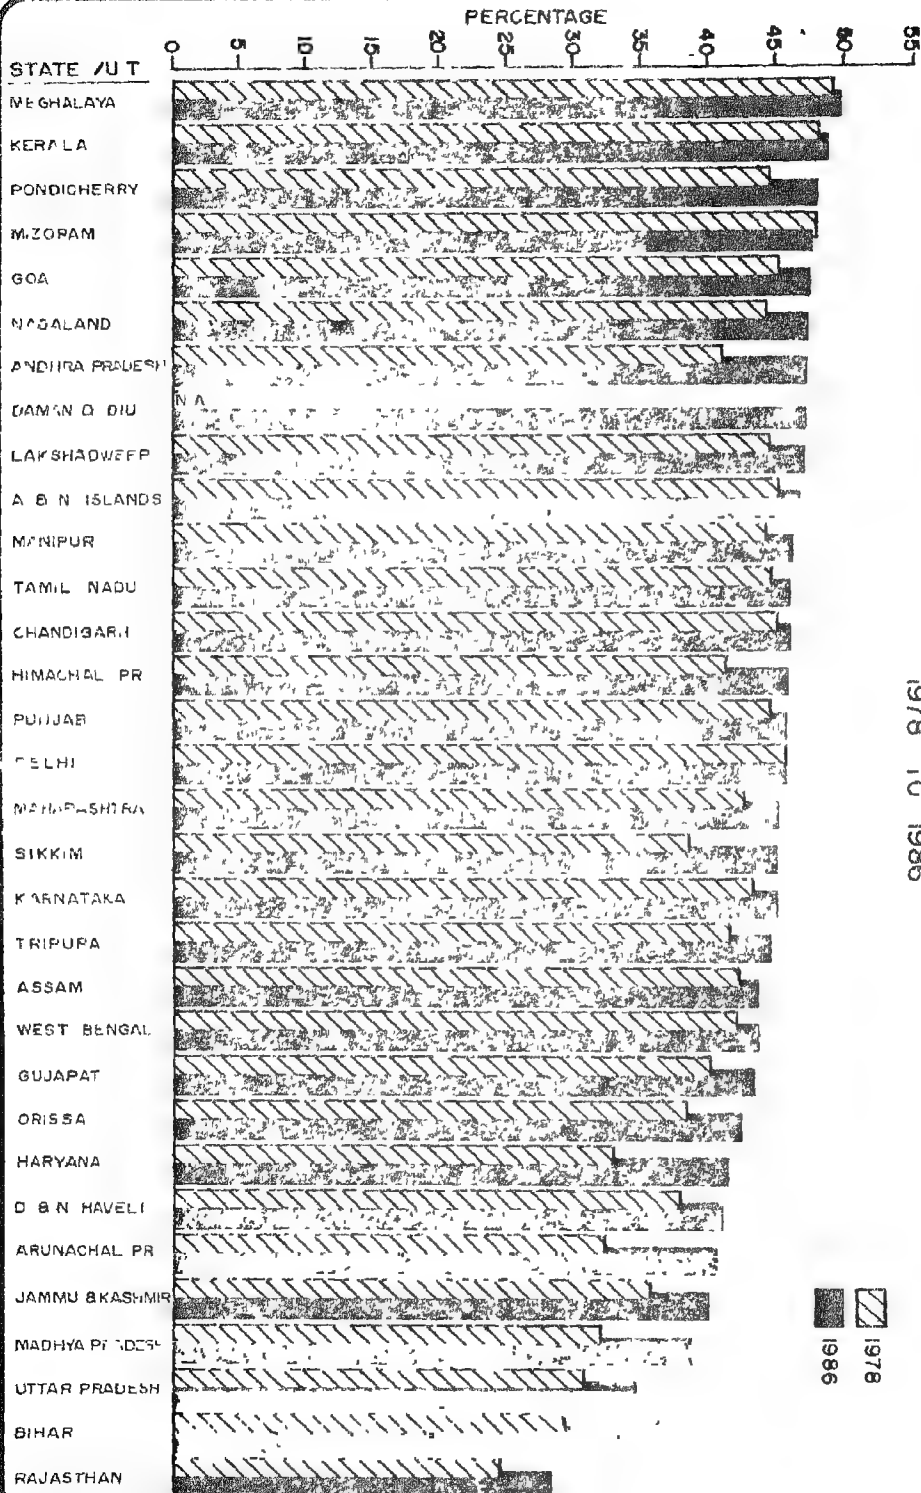 PERCENTAGE
0 5 10 15 20 25 30 35 40 45 50 55
STATE /UT
MEGHALAYA
KERALA
PONDICHERRY
MIZORAM
GOA
NAGALAND
ANDHRA PRADESH
NA
DAMAN & DIU
LAKSHADWEEP
A & N ISLANDS
MANIPUR
TAMIL NADU
CHANDIGARH
HIMACHAL PR
PUNJAB
DELHI
MAHARASHTRA
SIKKIM
KARNATAKA
TRIPURA
ASSAM
WEST BENGAL
GUJARAT
ORISSA
HARYANA
D & N HAVELI
ARUNACHAL PR
JAMMU & KASHMIR
MADHYA PRADESH
UTTAR PRADESH
BIHAR
RAJASTHAN
1978 TO 1986
1978
1986